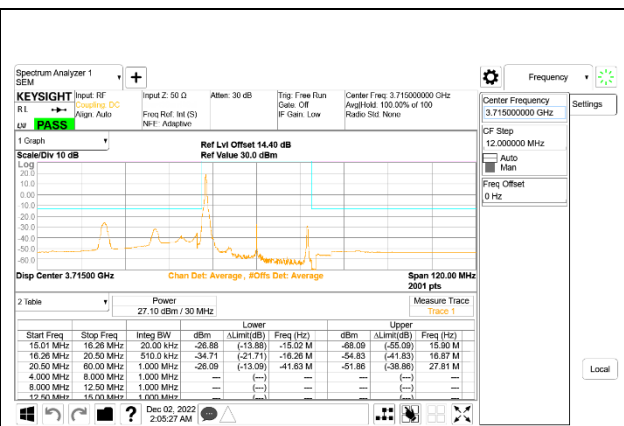 Spectrum Analyzer 1
SEM
+
Frequency
KEYSIGHT
Input: RF
Coupling: DC
Align: Auto
Input Z: 50 Ω
Freq Ref: Int (S)
NFE: Adaptive
Atten: 30 dB
Trig: Free Run
Gate: Off
IF Gain: Low
Center Freq: 3.715000000 GHz
Avg|Hold: 100.00% of 100
Radio Std: None
PASS
Center Frequency
3.715000000 GHz
Settings
CF Step
12.000000 MHz
Auto
Man
Freq Offset
0 Hz
1 Graph
Scale/Div 10 dB
Ref Lvl Offset 14.40 dB
Ref Value 30.0 dBm
Log
20.0
10.0
0.00
-10.0
-20.0
-30.0
-40.0
-50.0
-60.0
Disp Center 3.71500 GHz
Chan Det: Average , #Offs Det: Average
Span 120.00 MHz
2001 pts
2 Table
Power
27.10 dBm / 30 MHz
Measure Trace
Trace 1
Lower Upper
Start Freq Stop Freq Integ BW dBm ΔLimit(dB) Freq (Hz) dBm ΔLimit(dB) Freq (Hz)
15.01 MHz 16.26 MHz 20.00 kHz -26.88 (-13.88) -15.02 M -68.09 (-55.09) 15.90 M
16.26 MHz 20.50 MHz 510.0 kHz -34.71 (-21.71) -16.26 M -54.83 (-41.83) 16.87 M
20.50 MHz 60.00 MHz 1.000 MHz -26.09 (-13.09) -41.63 M -51.86 (-38.86) 27.81 M
4.000 MHz 8.000 MHz 1.000 MHz --- (---) --- --- (---) ---
8.000 MHz 12.50 MHz 1.000 MHz --- (---) --- --- (---) ---
12.50 MHz 15.00 MHz 1.000 MHz --- (---) --- --- (---) ---
Local
?
Dec 02, 2022
2:05:27 AM